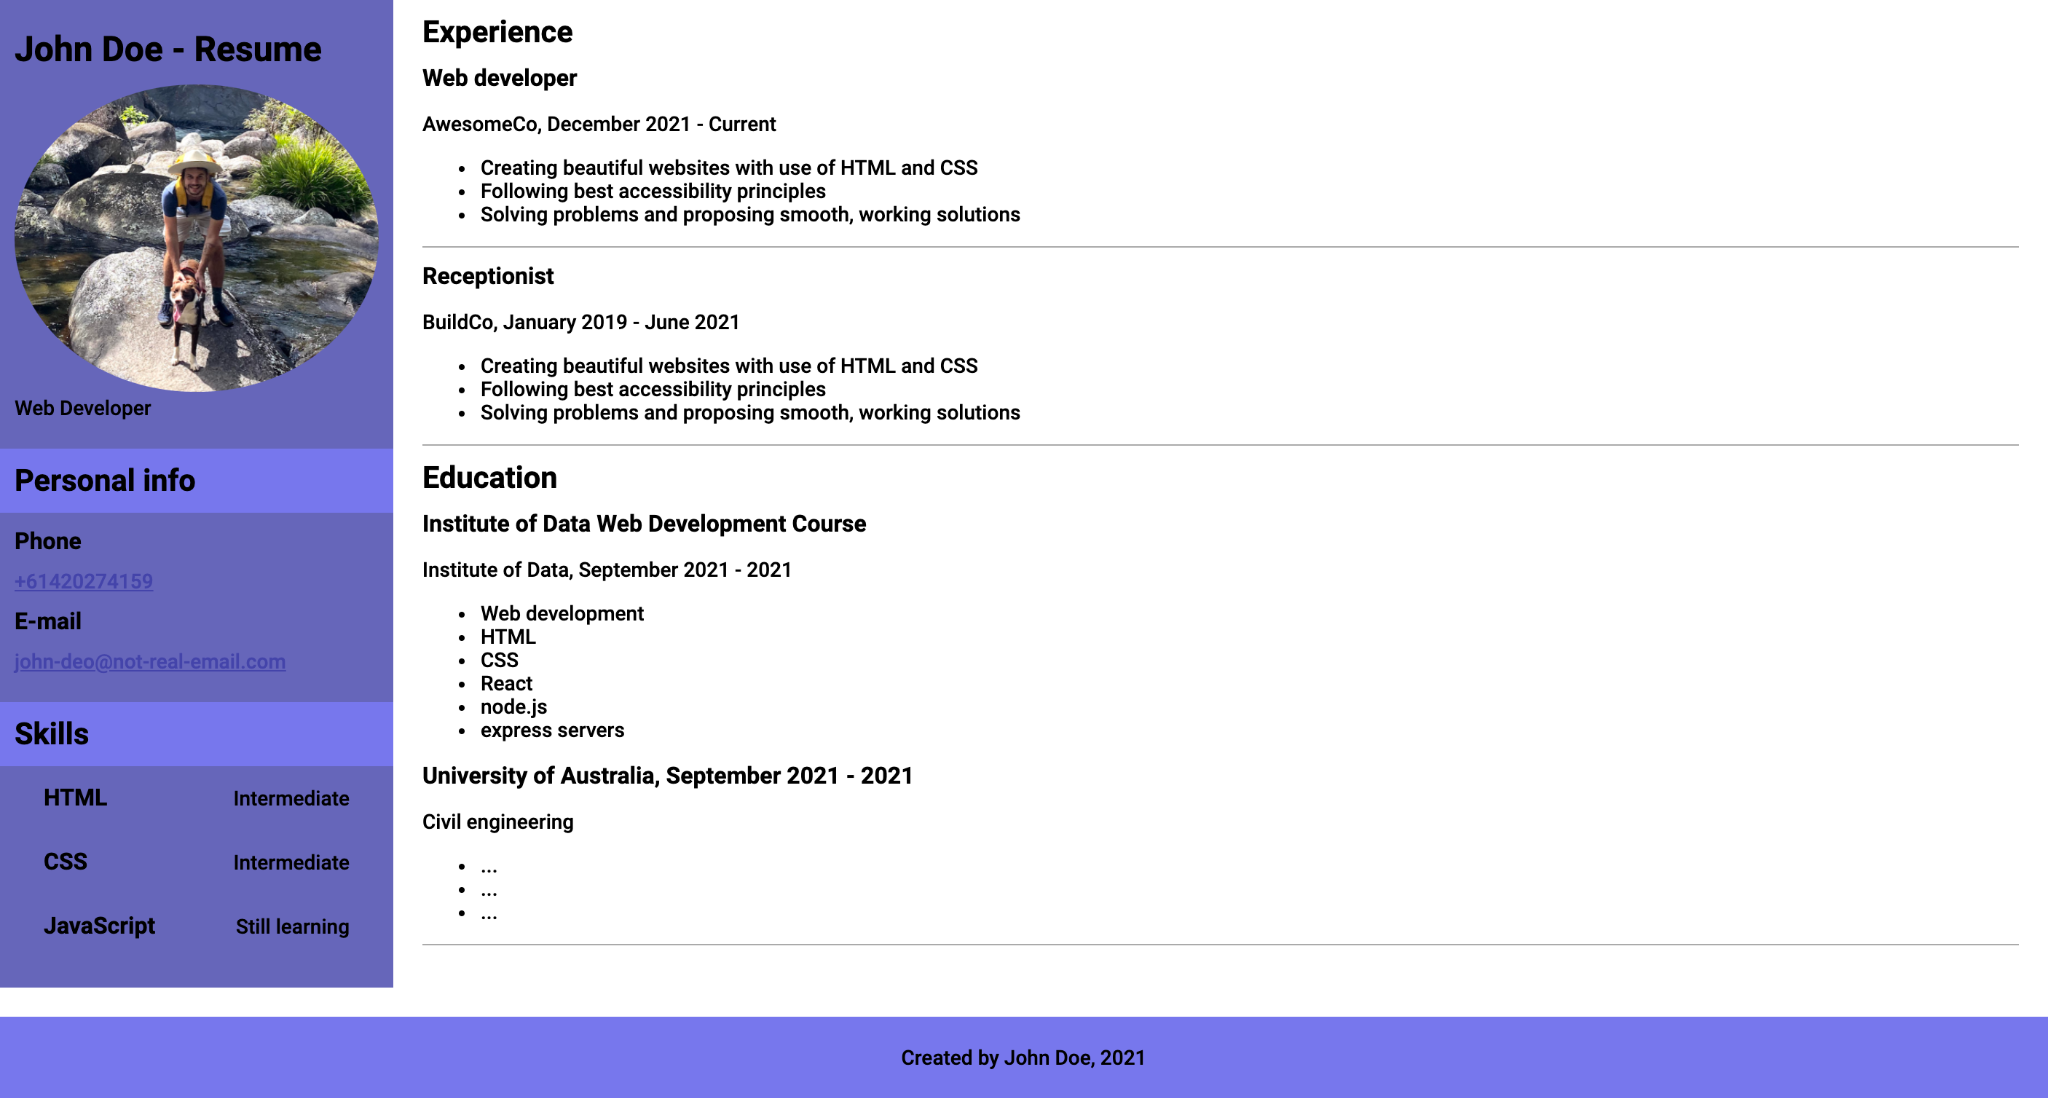 John Doe - Resume
Web Developer
Personal info
Phone
+61420274159
E-mail
john-deo@not-real-email.com
Skills
HTML Intermediate
CSS Intermediate
JavaScript Still learning
Experience
Web developer
AwesomeCo, December 2021 - Current
• Creating beautiful websites with use of HTML and CSS
• Following best accessibility principles
• Solving problems and proposing smooth, working solutions
Receptionist
BuildCo, January 2019 - June 2021
• Creating beautiful websites with use of HTML and CSS
• Following best accessibility principles
• Solving problems and proposing smooth, working solutions
Education
Institute of Data Web Development Course
Institute of Data, September 2021 - 2021
• Web development
• HTML
• CSS
• React
• node.js
• express servers
University of Australia, September 2021 - 2021
Civil engineering
• ...
• ...
• ...
Created by John Doe, 2021